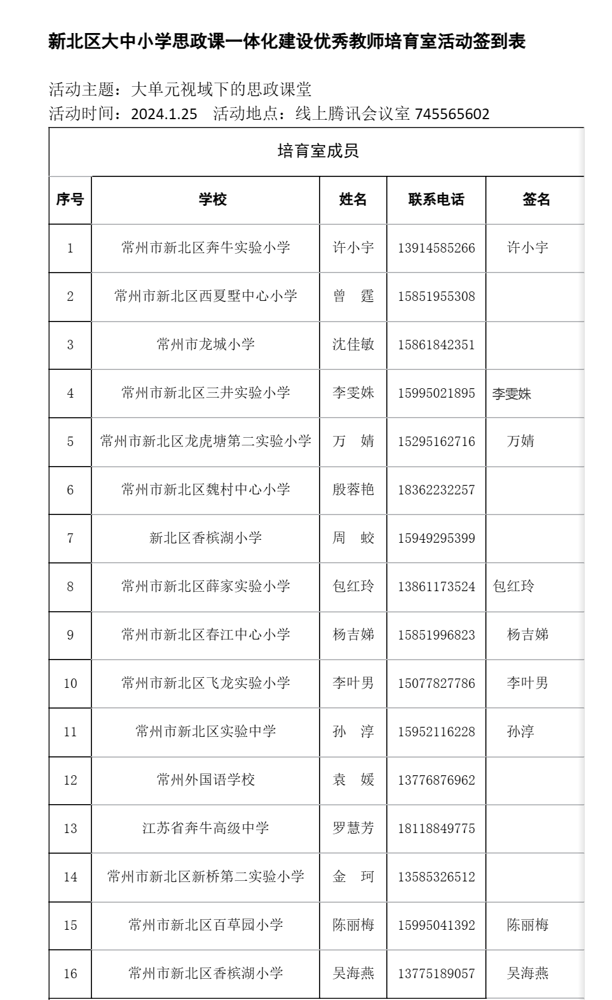 新北区大中小学思政课一体化建设优秀教师培育室活动签到表
活动主题：大单元视域下的思政课堂
活动时间：2024.1.25 活动地点：线上腾讯会议室 745565602
培育室成员
序号 学校 姓名 联系电话 签名
1 常州市新北区奔牛实验小学 许小宇 13914585266 许小宇
2 常州市新北区西夏墅中心小学 曾 霆 15851955308
3 常州市龙城小学 沈佳敏 15861842351
4 常州市新北区三井实验小学 李雯姝 15995021895 李雯姝
5 常州市新北区龙虎塘第二实验小学 万 婧 15295162716 万婧
6 常州市新北区魏村中心小学 殷蓉艳 18362232257
7 新北区香槟湖小学 周 蛟 15949295399
8 常州市新北区薛家实验小学 包红玲 13861173524 包红玲
9 常州市新北区春江中心小学 杨吉娣 15851996823 杨吉娣
10 常州市新北区飞龙实验小学 李叶男 15077827786 李叶男
11 常州市新北区实验中学 孙 淳 15952116228 孙淳
12 常州外国语学校 袁 媛 13776876962
13 江苏省奔牛高级中学 罗慧芳 18118849775
14 常州市新北区新桥第二实验小学 金 珂 13585326512
15 常州市新北区百草园小学 陈丽梅 15995041392 陈丽梅
16 常州市新北区香槟湖小学 吴海燕 13775189057 吴海燕